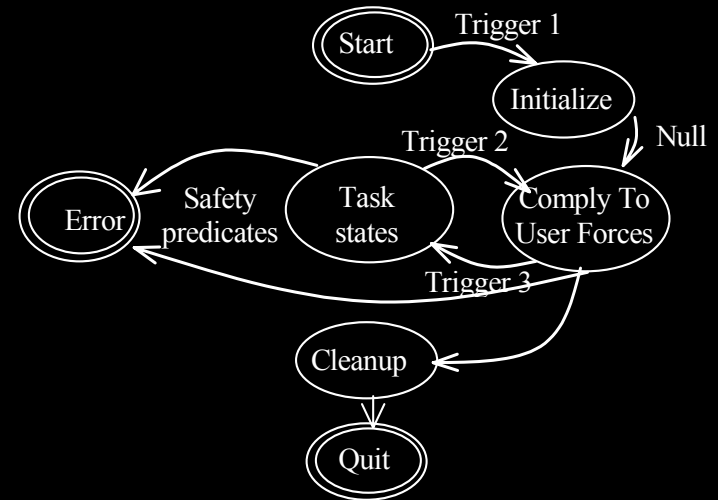 Start
Trigger 1
Initialize
Null
Trigger 2
Error
Safety
predicates
Task
states
Comply To
User Forces
Trigger 3
Cleanup
Quit